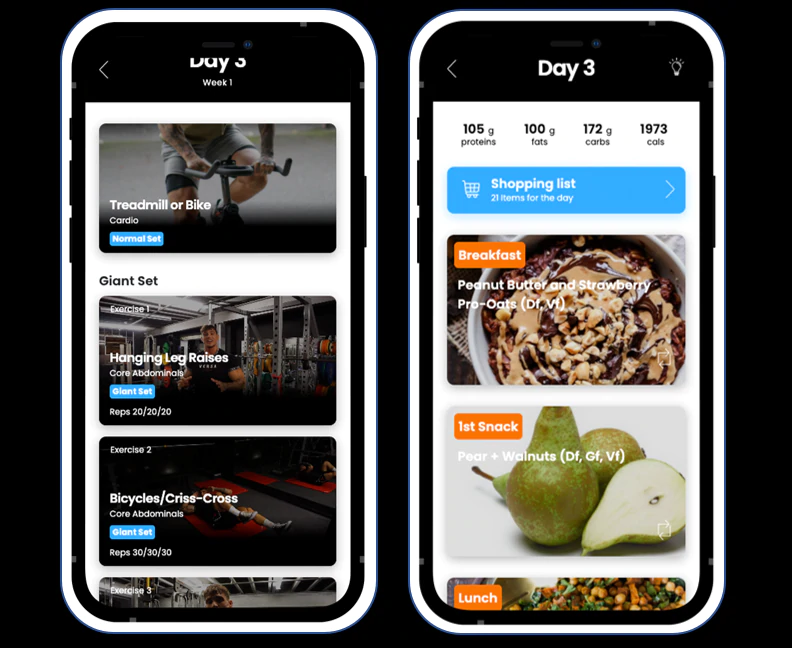 Day 3
Week 1
Treadmill or Bike
Cardio
Normal Set
Giant Set
Exercise 1
Hanging Leg Raises
Core Abdominals
Giant Set
Reps 20/20/20
Exercise 2
Bicycles/Criss-Cross
Core Abdominals
Giant Set
Reps 30/30/30
Exercise 3
Day 3
105 g
proteins
100 g
fats
172 g
carbs
1973
cals
Shopping list
21 items for the day
Breakfast
Peanut Butter and Strawberry
Pro-Oats (Df, Vf)
1st Snack
Pear + Walnuts (Df, Gf, Vf)
Lunch